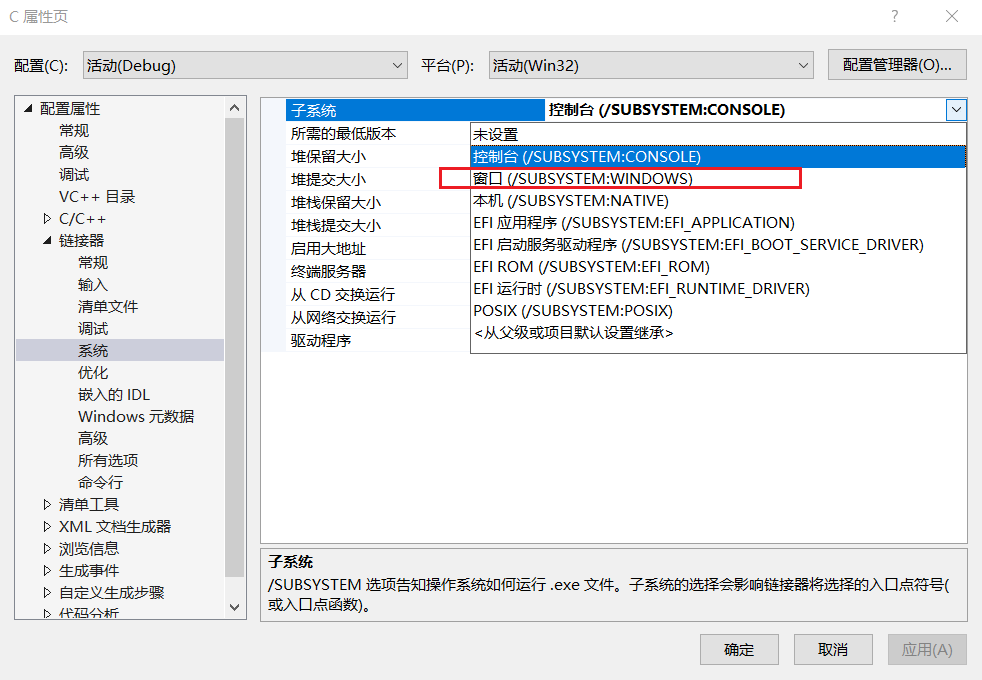 C 属性页
?
配置(C): 活动(Debug) 平台(P): 活动(Win32) 配置管理器(O)...
配置属性
常规
高级
调试
VC++ 目录
C/C++
链接器
常规
输入
清单文件
调试
系统
优化
嵌入的 IDL
Windows 元数据
高级
所有选项
命令行
清单工具
XML 文档生成器
浏览信息
生成事件
自定义生成步骤
代码分析
子系统 控制台 (/SUBSYSTEM:CONSOLE)
所需的最低版本
堆保留大小
堆提交大小
堆栈保留大小
堆栈提交大小
启用大地址
终端服务器
从 CD 交换运行
从网络交换运行
驱动程序
未设置
控制台 (/SUBSYSTEM:CONSOLE)
窗口 (/SUBSYSTEM:WINDOWS)
本机 (/SUBSYSTEM:NATIVE)
EFI 应用程序 (/SUBSYSTEM:EFI_APPLICATION)
EFI 启动服务驱动程序 (/SUBSYSTEM:EFI_BOOT_SERVICE_DRIVER)
EFI ROM (/SUBSYSTEM:EFI_ROM)
EFI 运行时 (/SUBSYSTEM:EFI_RUNTIME_DRIVER)
POSIX (/SUBSYSTEM:POSIX)
<从父级或项目默认设置继承>
子系统
/SUBSYSTEM 选项告知操作系统如何运行 .exe 文件。子系统的选择会影响链接器将选择的入口点符号(
或入口点函数)。
确定 取消 应用(A)